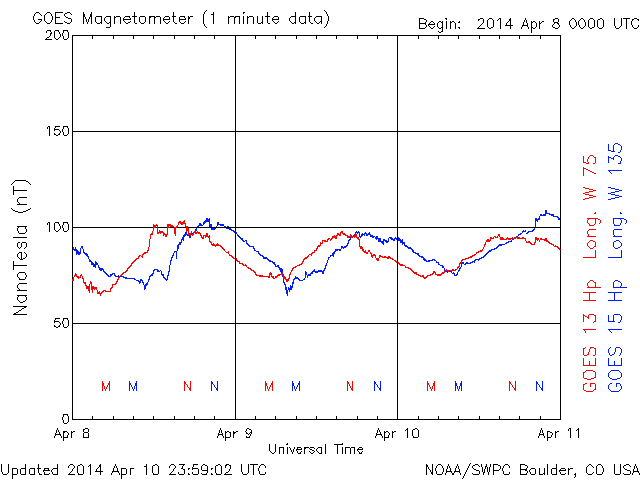 GOES Magnetometer (1 minute data)
Begin: 2014 Apr 8 0000 UTC
200
150
100
50
0
NanoTesla (nT)
M M N N M M N N M M N N
Apr 8 Apr 9 Apr 10 Apr 11
Universal Time
GOES 13 Hp Long. W 75
GOES 15 Hp Long. W 135
Updated 2014 Apr 10 23:59:02 UTC
NOAA/SWPC Boulder, CO USA